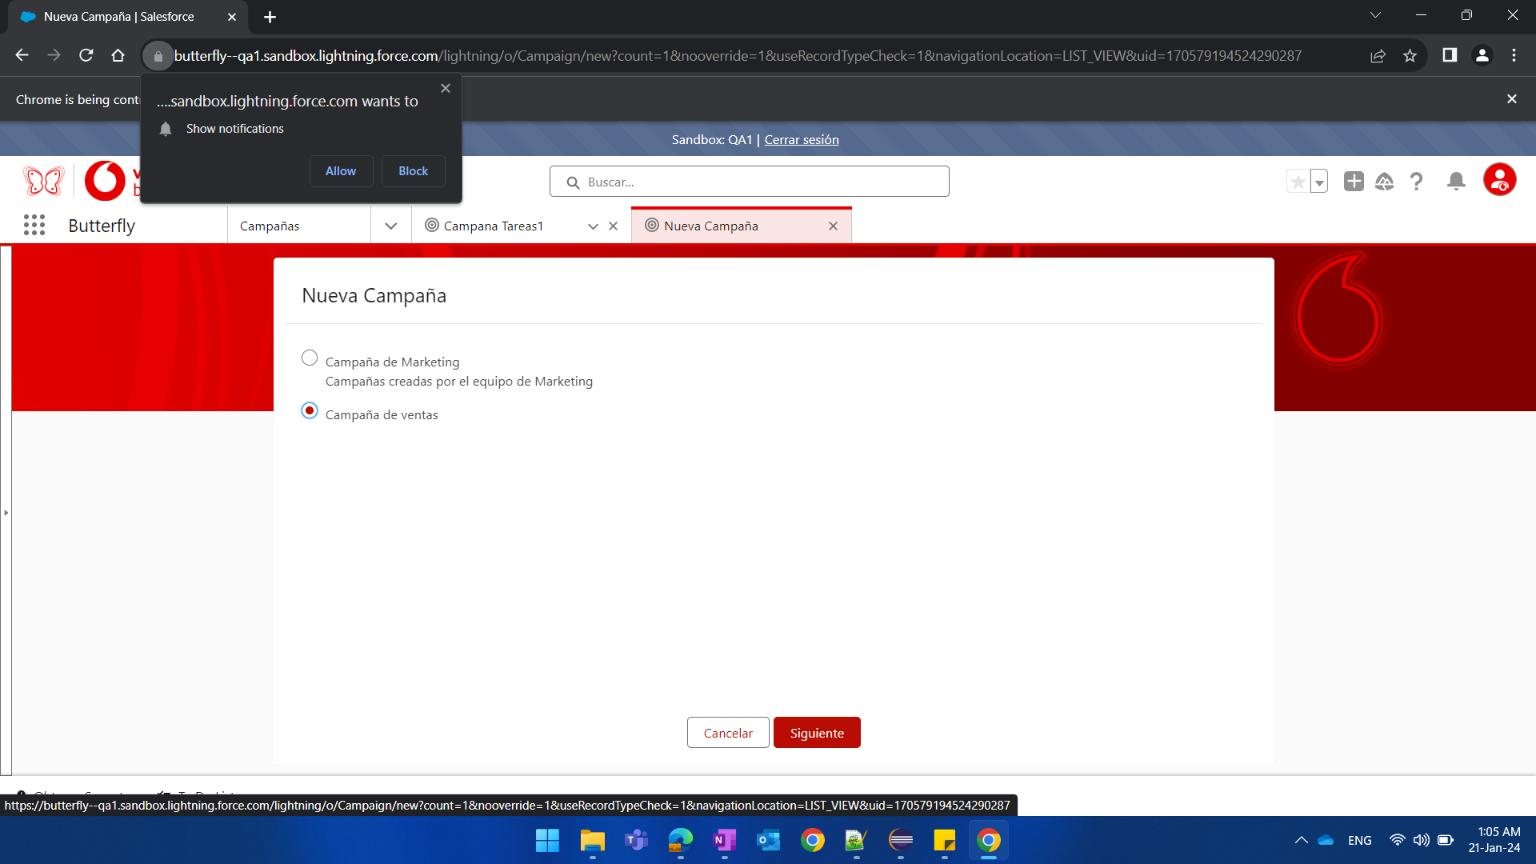 Nueva Campaña | Salesforce
butterfly--qa1.sandbox.lightning.force.com/lightning/o/Campaign/new?count=1&nooverride=1&useRecordTypeCheck=1&navigationLocation=LIST_VIEW&uid=170579194524290287
Chrome is being
....sandbox.lightning.force.com wants to
Show notifications
Allow
Block
Sandbox: QA1 | Cerrar sesión
Buscar...
Butterfly
Campañas
Campana Tareas1
Nueva Campaña
Nueva Campaña
Campaña de Marketing
Campañas creadas por el equipo de Marketing
Campaña de ventas
Cancelar
Siguiente
https://butterfly--qa1.sandbox.lightning.force.com/lightning/o/Campaign/new?count=1&nooverride=1&useRecordTypeCheck=1&navigationLocation=LIST_VIEW&uid=170579194524290287
ENG
1:05 AM
21-Jan-24